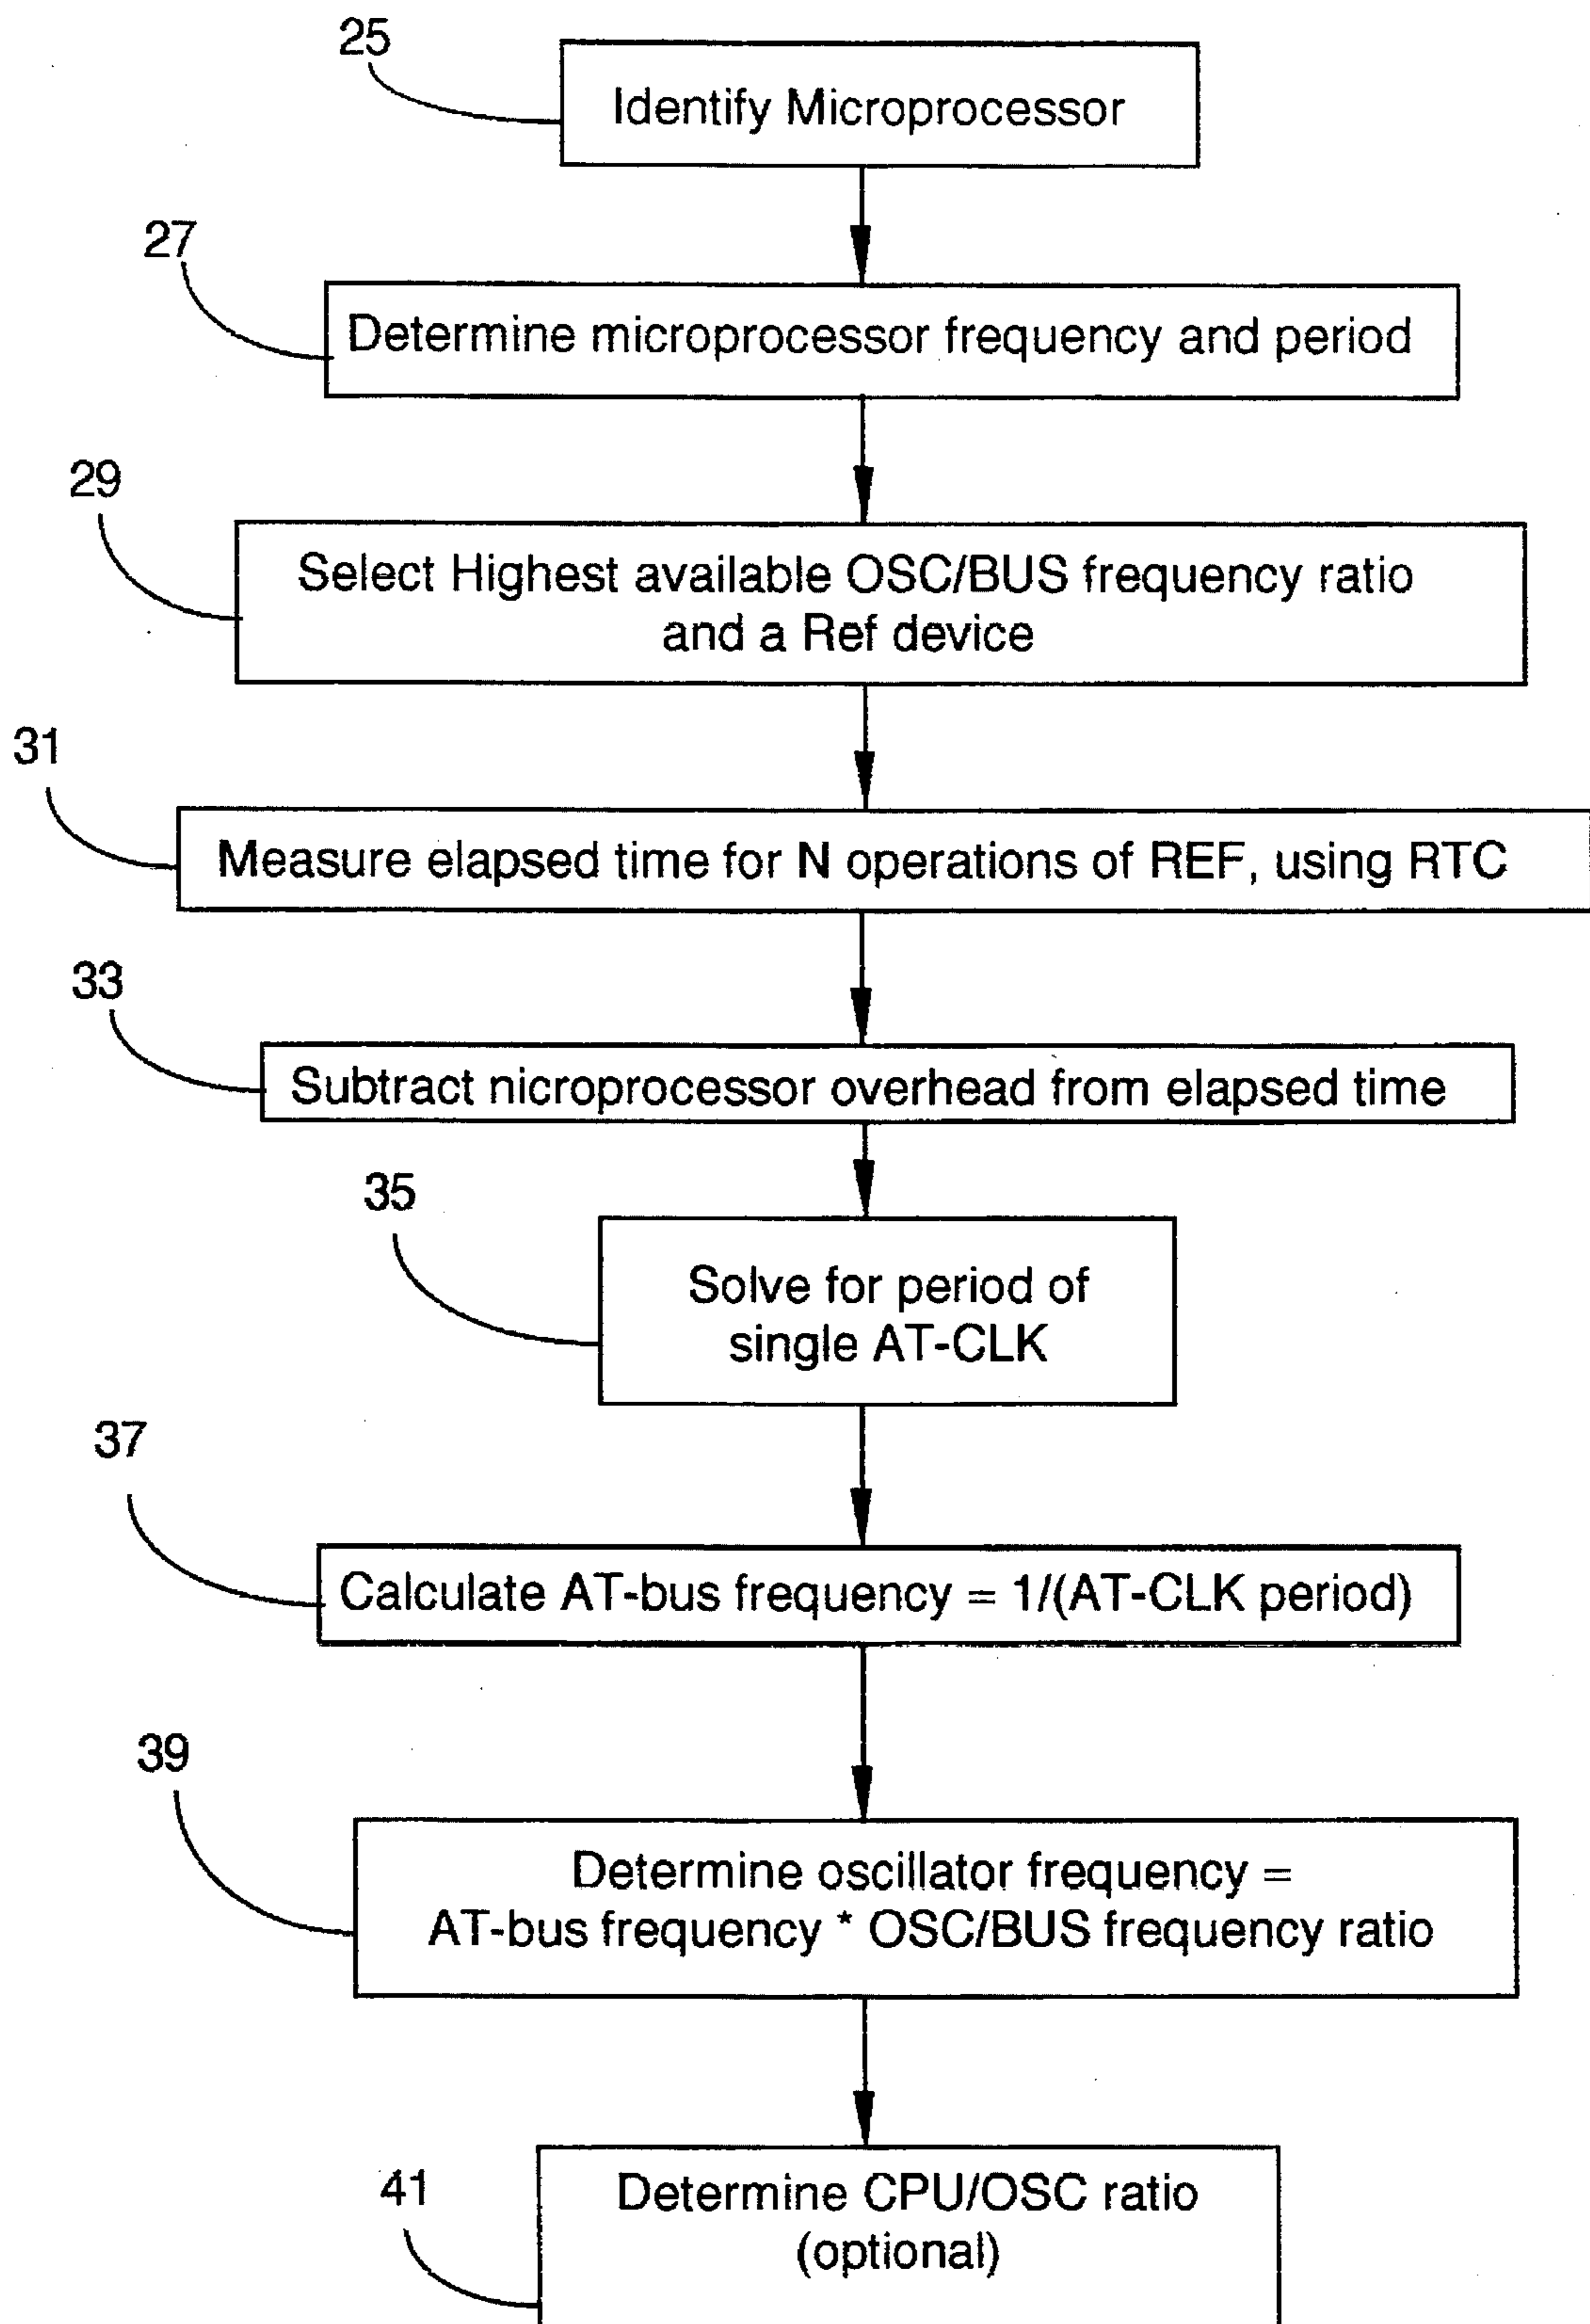 25
Identify Microprocessor
27
Determine microprocessor frequency and period
29
Select Highest available OSC/BUS frequency ratio
and a Ref device
31
Measure elapsed time for N operations of REF, using RTC
33
Subtract nicroprocessor overhead from elapsed time
35
Solve for period of
single AT-CLK
37
Calculate AT-bus frequency = 1/(AT-CLK period)
39
Determine oscillator frequency =
AT-bus frequency * OSC/BUS frequency ratio
41
Determine CPU/OSC ratio
(optional)